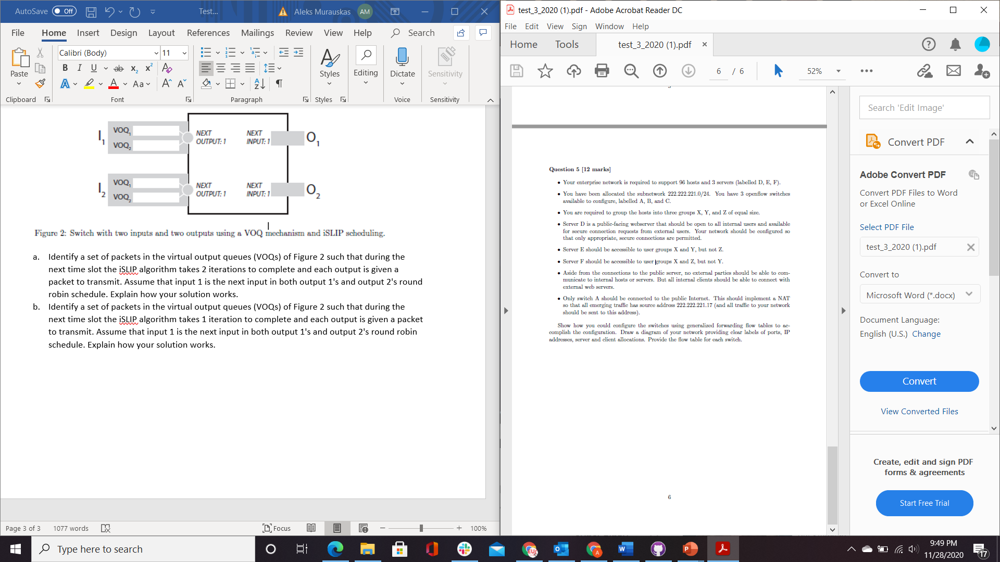 AutoSave Off Test... Aleks Murauskas AM
File Home Insert Design Layout References Mailings Review View Help Search
Calibri (Body) 11
B I U ab x₂ x² A
A A Aa A A
Paste
Styles
Editing
Dictate
Sensitivity
Clipboard Font Paragraph Styles Voice Sensitivity
I1 VOQ1 VOQ2 NEXT OUTPUT: 1 NEXT INPUT: 1 O1
I2 VOQ1 VOQ2 NEXT OUTPUT: 1 NEXT INPUT: 1 O2
Figure 2: Switch with two inputs and two outputs using a VOQ mechanism and iSLIP scheduling.
a. Identify a set of packets in the virtual output queues (VOQs) of Figure 2 such that during the
next time slot the iSLIP algorithm takes 2 iterations to complete and each output is given a
packet to transmit. Assume that input 1 is the next input in both output 1's and output 2's round
robin schedule. Explain how your solution works.
b. Identify a set of packets in the virtual output queues (VOQs) of Figure 2 such that during the
next time slot the iSLIP algorithm takes 1 iteration to complete and each output is given a packet
to transmit. Assume that input 1 is the next input in both output 1's and output 2's round robin
schedule. Explain how your solution works.
Page 3 of 3 1077 words Focus 100%
test_3_2020 (1).pdf - Adobe Acrobat Reader DC
File Edit View Sign Window Help
Home Tools test_3_2020 (1).pdf
6 / 6 52%
Question 5 [12 marks]
• Your enterprise network is required to support 96 hosts and 3 servers (labelled D, E, F).
• You have been allocated the subnetwork 222.222.221.0/24. You have 3 openflow switches
available to configure, labelled A, B, and C.
• You are required to group the hosts into three groups X, Y, and Z of equal size.
• Server D is a public-facing webserver that should be open to all internal users and available
for secure connection requests from external users. Your network should be configured so
that only appropriate, secure connections are permitted.
• Server E should be accessible to user groups X and Y, but not Z.
• Server F should be accessible to user groups X and Z, but not Y.
• Aside from the connections to the public server, no external parties should be able to com-
municate to internal hosts or servers. But all internal clients should be able to connect with
external web servers.
• Only switch A should be connected to the public Internet. This should implement a NAT
so that all emerging traffic has source address 222.222.221.17 (and all traffic to your network
should be sent to this address).
Show how you could configure the switches using generalized forwarding flow tables to ac-
complish the configuration. Draw a diagram of your network providing clear labels of ports, IP
addresses, server and client allocations. Provide the flow table for each switch.
6
Search 'Edit Image'
Convert PDF
Adobe Convert PDF
Convert PDF Files to Word
or Excel Online
Select PDF File
test_3_2020 (1).pdf
Convert to
Microsoft Word (*.docx)
Document Language:
English (U.S.) Change
Convert
View Converted Files
Create, edit and sign PDF
forms & agreements
Start Free Trial
Type here to search
9:49 PM
11/28/2020
17